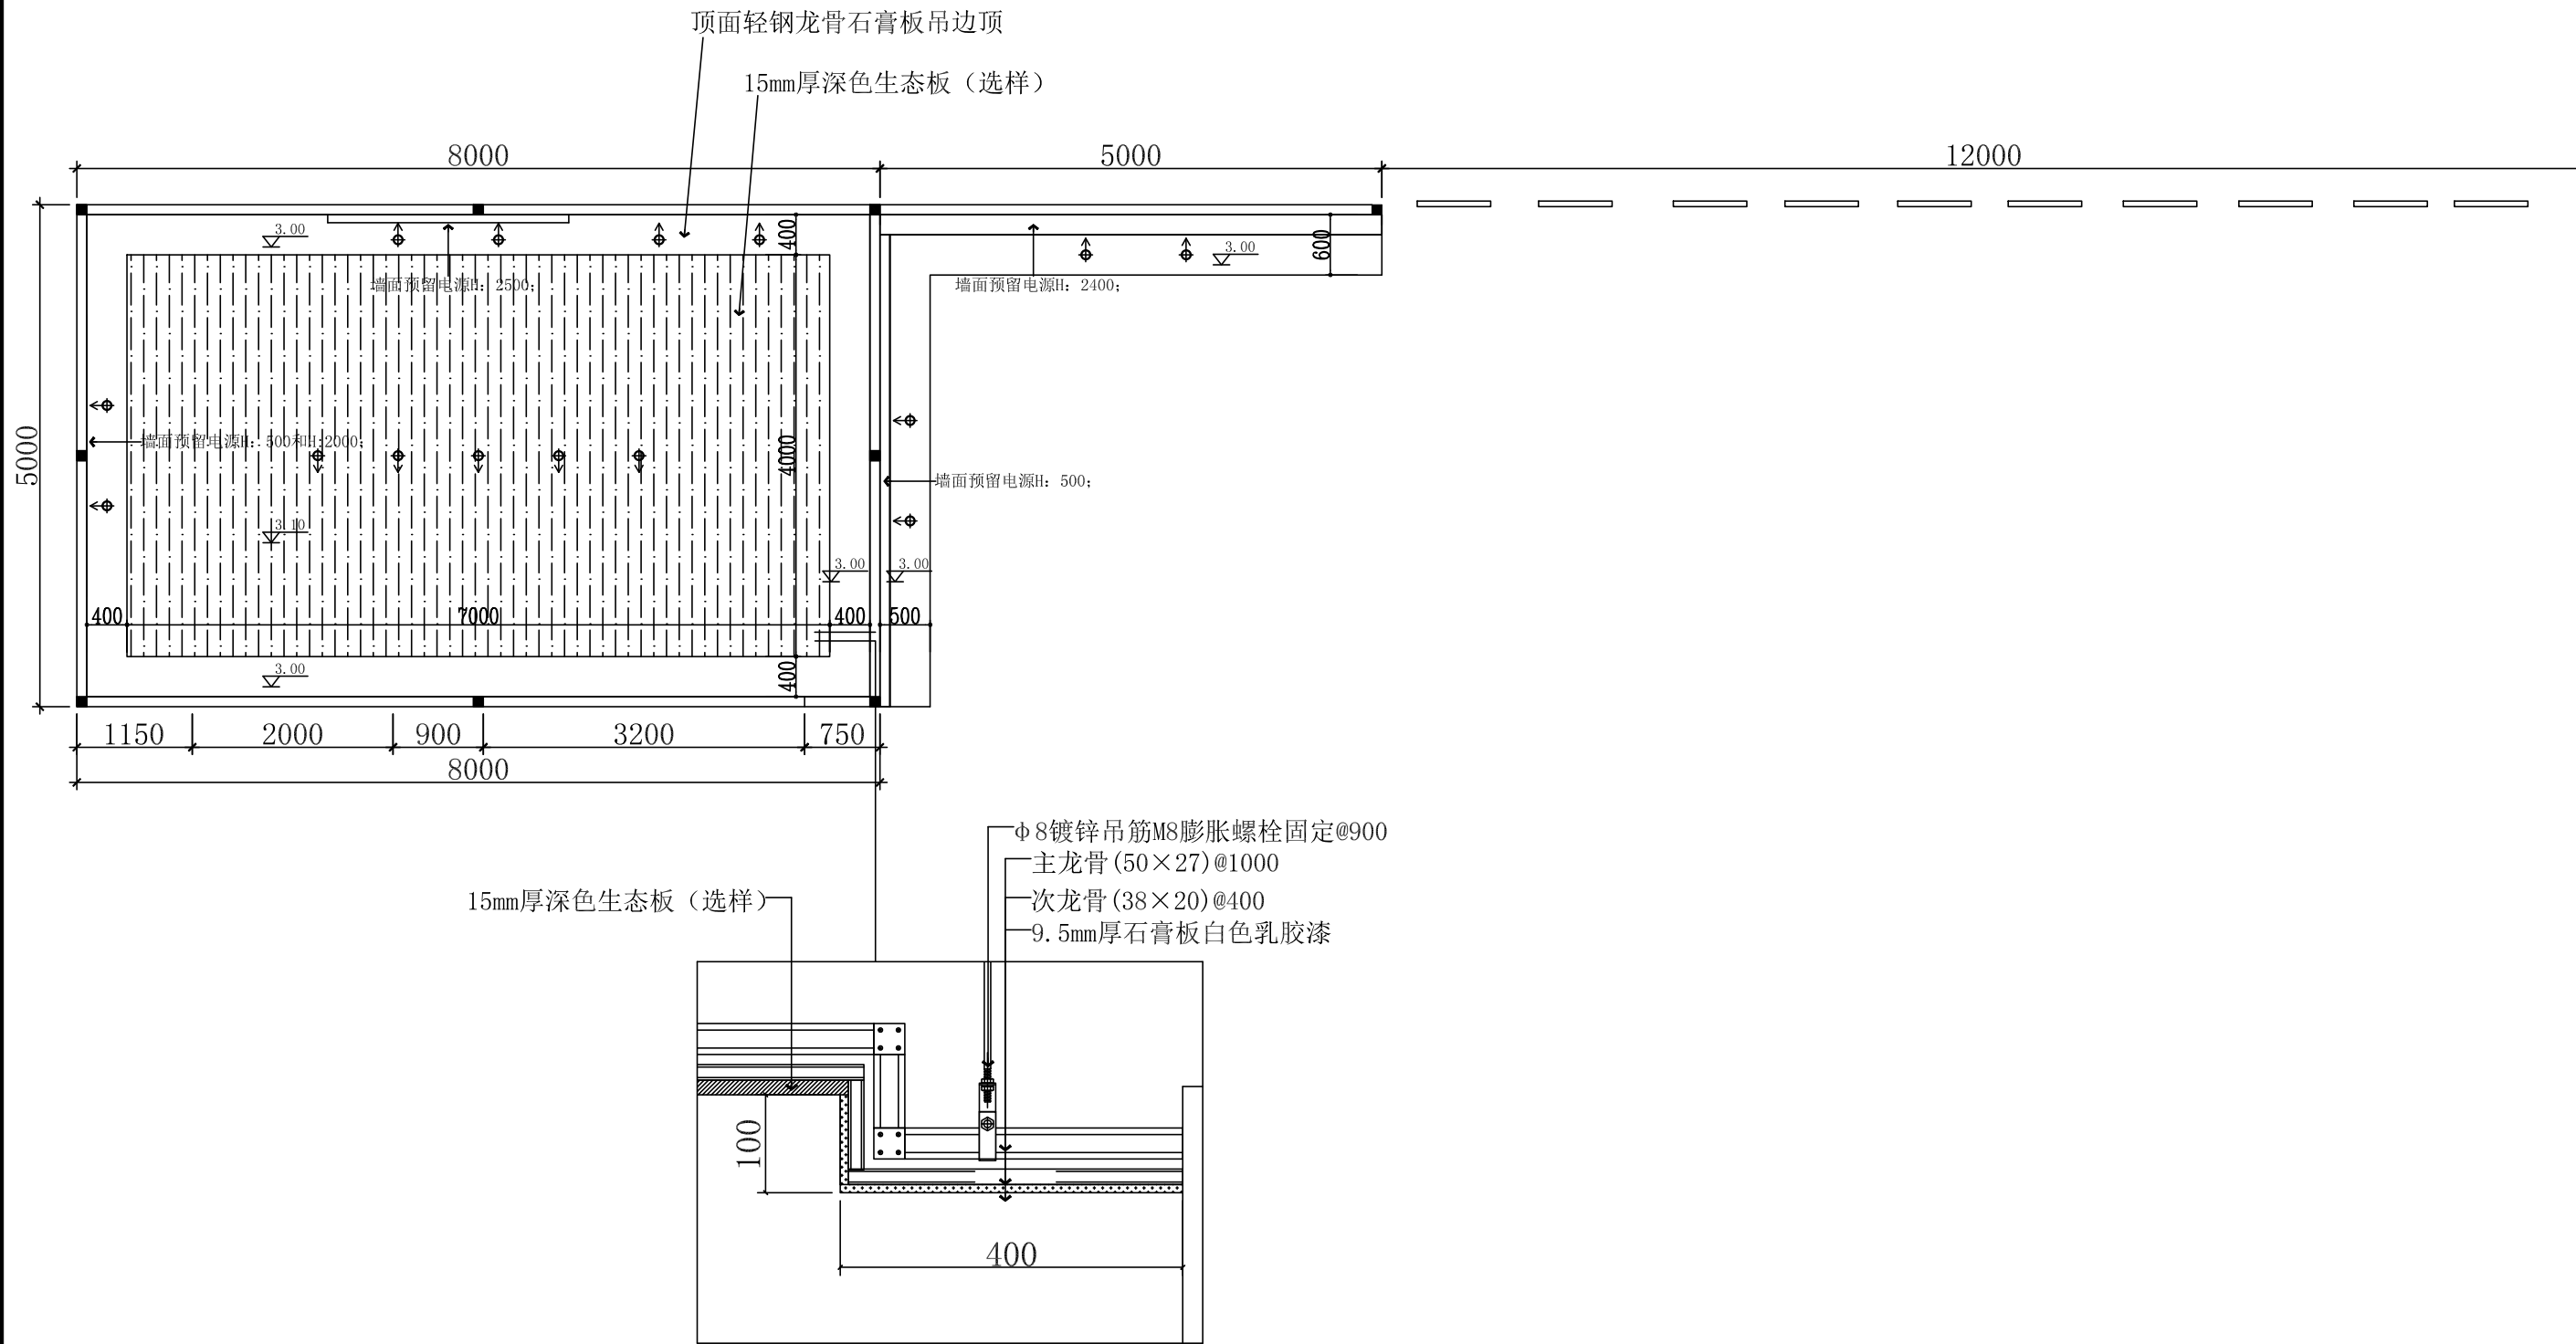 顶面轻钢龙骨石膏板吊边顶
15mm厚深色生态板（选样）
8000
5000
12000
3.00
400
600
3.00
墙面预留电源H：2500;
墙面预留电源H：2400;
5000
墙面预留电源H：500和H:2000;
4000
墙面预留电源H：500;
3.10
3.00
3.00
400
7000
400
500
3.00
400
1150
2000
900
3200
750
8000
φ8镀锌吊筋M8膨胀螺栓固定@900
主龙骨(50×27)@1000
15mm厚深色生态板（选样）
次龙骨(38×20)@400
9.5mm厚石膏板白色乳胶漆
100
400